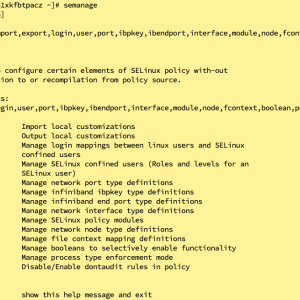 1xkfbtpacz ~]# semanage
]
port,export,login,user,port,ibpkey,ibendport,interface,module,node,fcont
configure certain elements of SELinux policy with-out
tion to or recompilation from policy source.
ts:
gin,user,port,ibpkey,ibendport,interface,module,node,fcontext,boolean,p
Import local customizations
Output local customizations
Manage login mappings between linux users and SELinux
confined users
Manage SELinux confined users (Roles and levels for an
SELinux user)
Manage network port type definitions
Manage infiniband ibpkey type definitions
Manage infiniband end port type definitions
Manage network interface type definitions
Manage SELinux policy modules
Manage network node type definitions
Manage file context mapping definitions
Manage booleans to selectively enable functionality
Manage process type enforcement mode
Disable/Enable dontaudit rules in policy
show this help message and exit